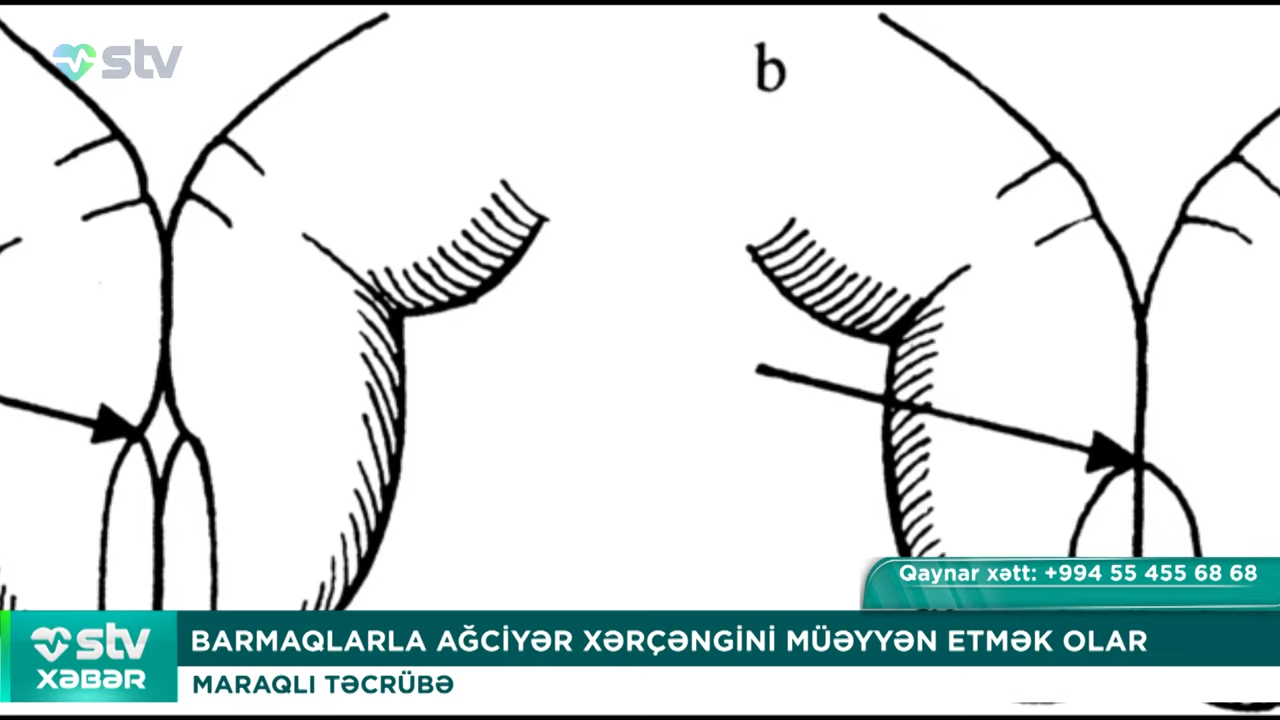 stv
b
Qaynar xətt: +994 55 455 68 68
stv
XƏBƏR
BARMAQLARLA AĞCİYƏR XƏRÇƏNGİNİ MÜƏYYƏN ETMƏK OLAR
MARAQLI TƏCRÜBƏ